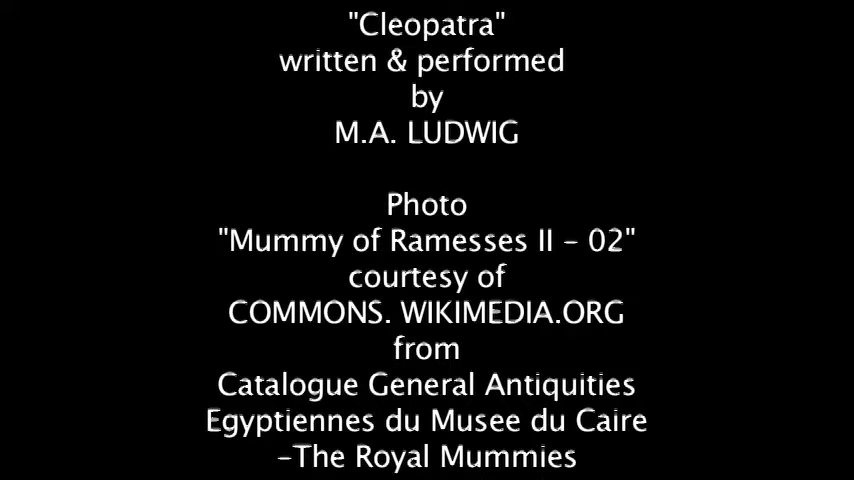 "Cleopatra"
written & performed
by
M.A. LUDWIG
Photo
"Mummy of Ramesses II - 02"
courtesy of
COMMONS. WIKIMEDIA.ORG
from
Catalogue General Antiquities
Egyptiennes du Musee du Caire
-The Royal Mummies